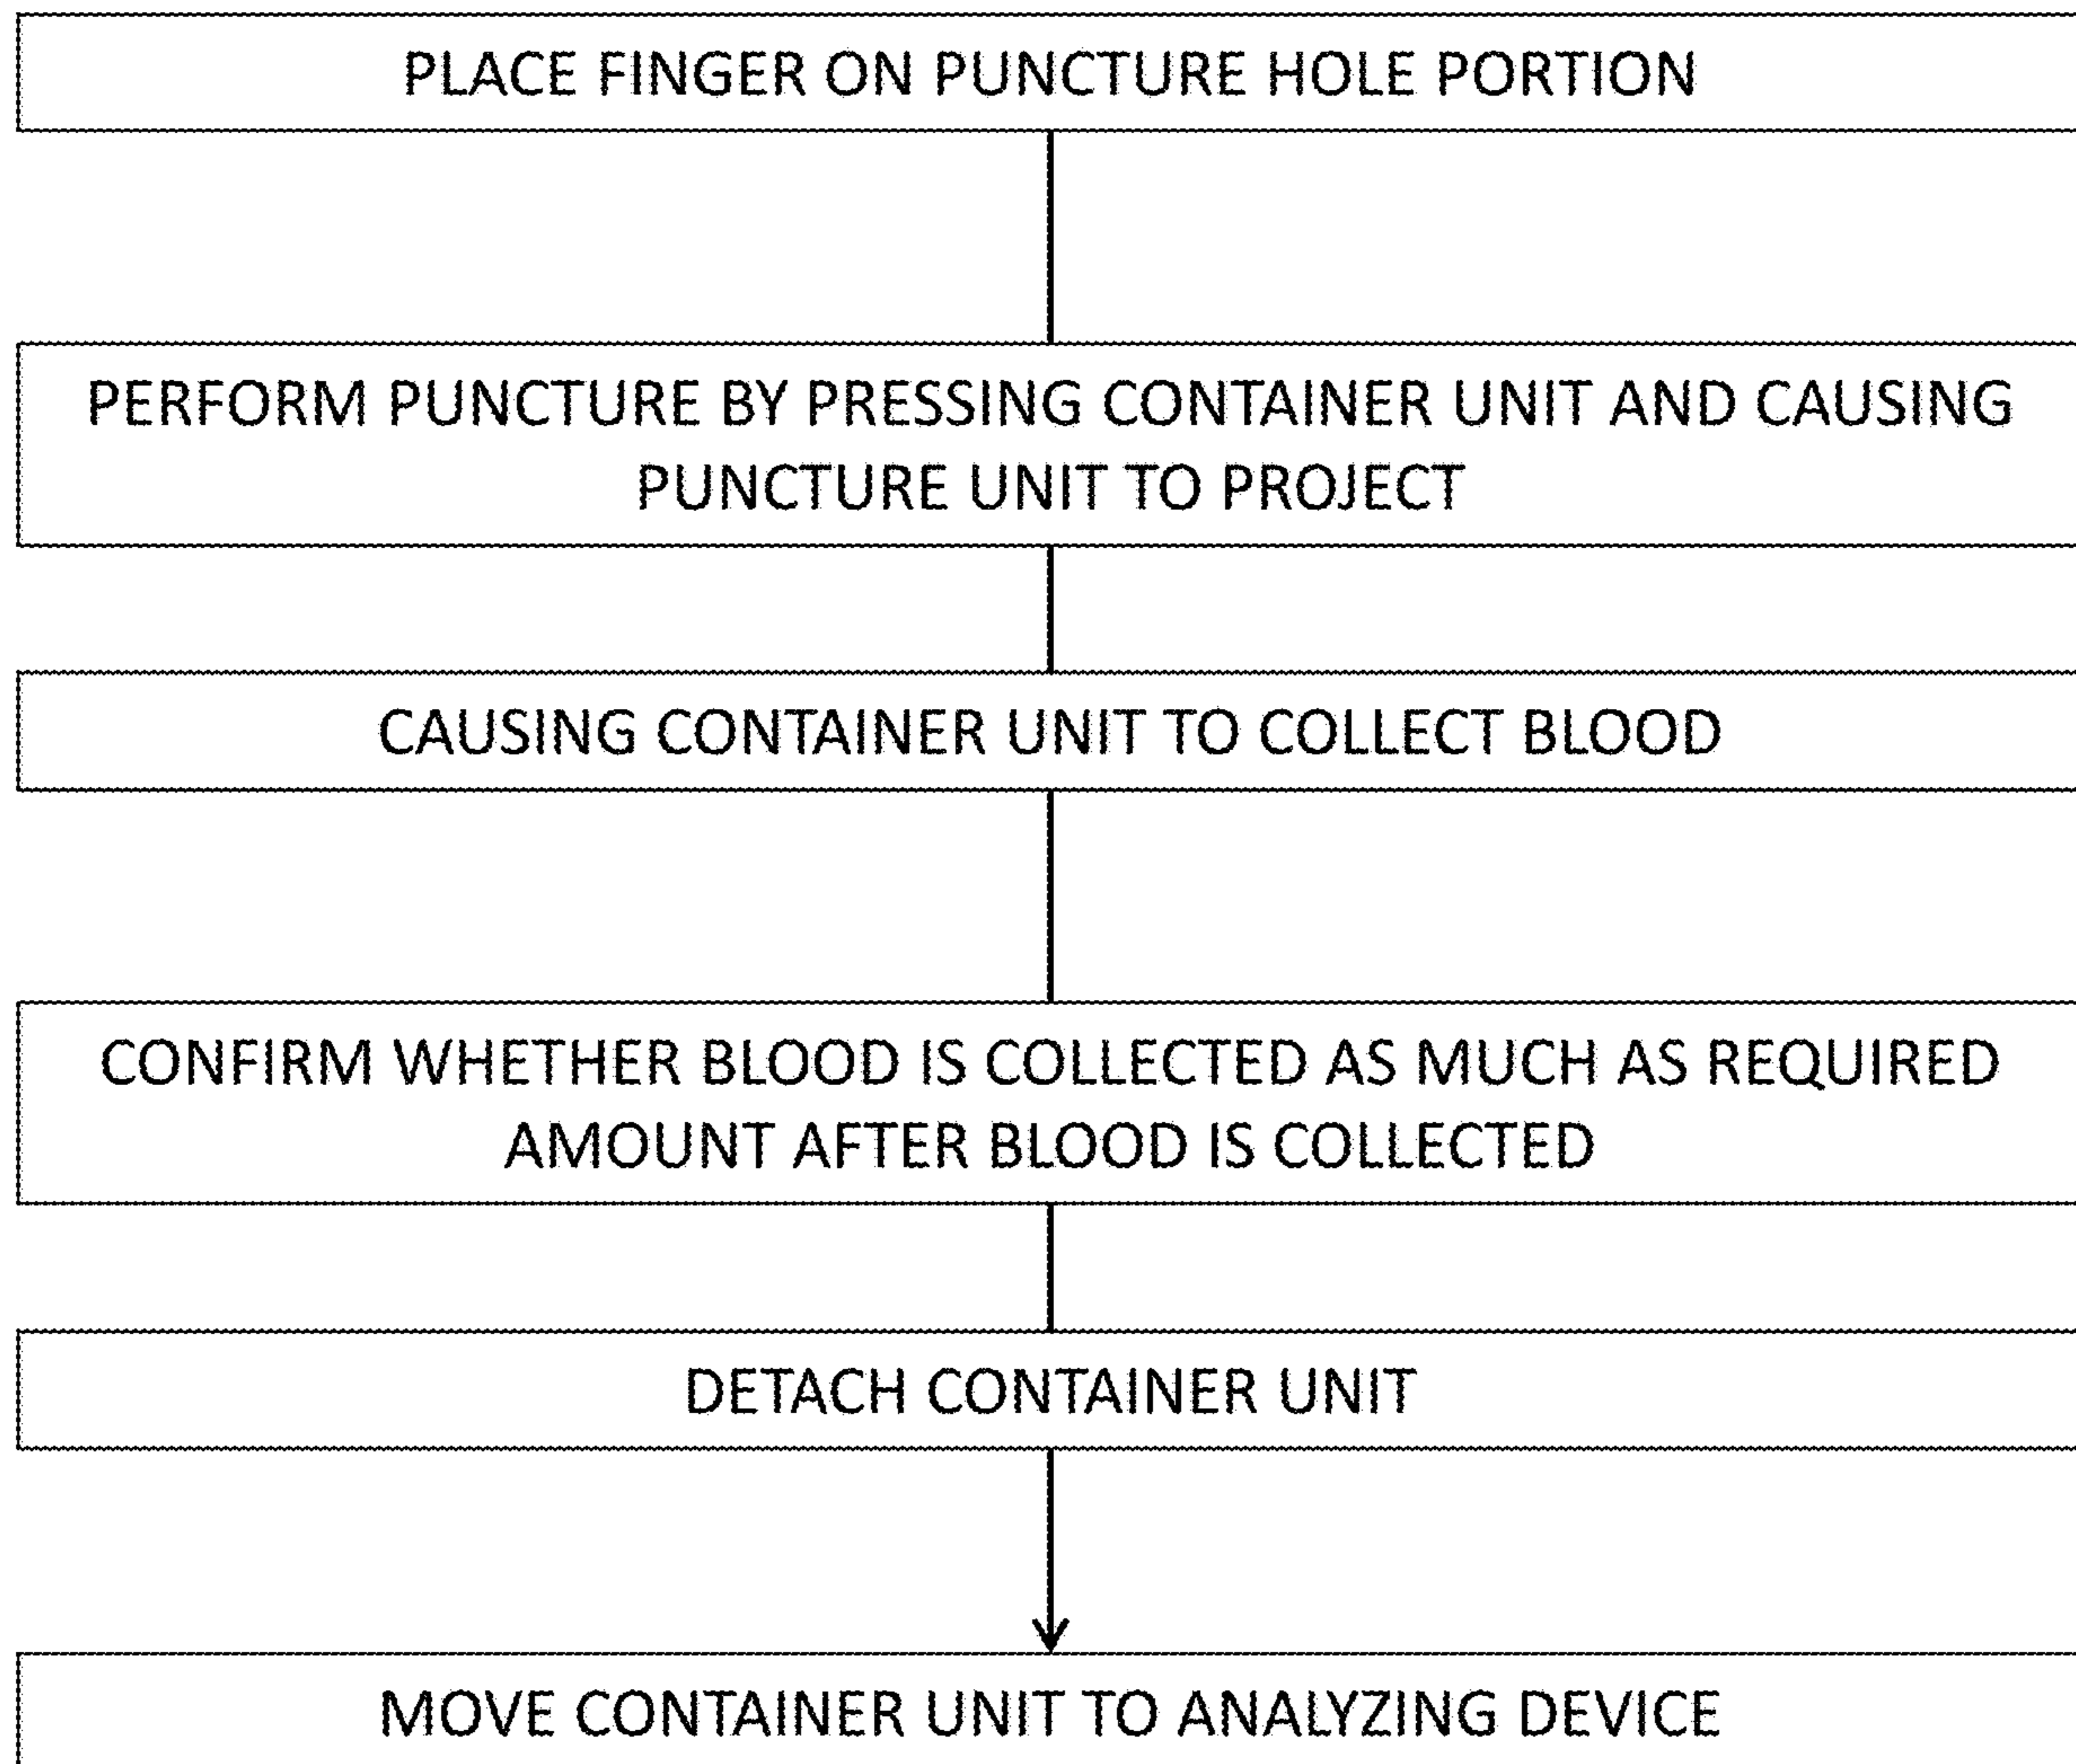 PLACE FINGER ON PUNCTURE HOLE PORTION
PERFORM PUNCTURE BY PRESSING CONTAINER UNIT AND CAUSING
PUNCTURE UNIT TO PROJECT
CAUSING CONTAINER UNIT TO COLLECT BLOOD
CONFIRM WHETHER BLOOD IS COLLECTED AS MUCH AS REQUIRED
AMOUNT AFTER BLOOD IS COLLECTED
DETACH CONTAINER UNIT
MOVE CONTAINER UNIT TO ANALYZING DEVICE